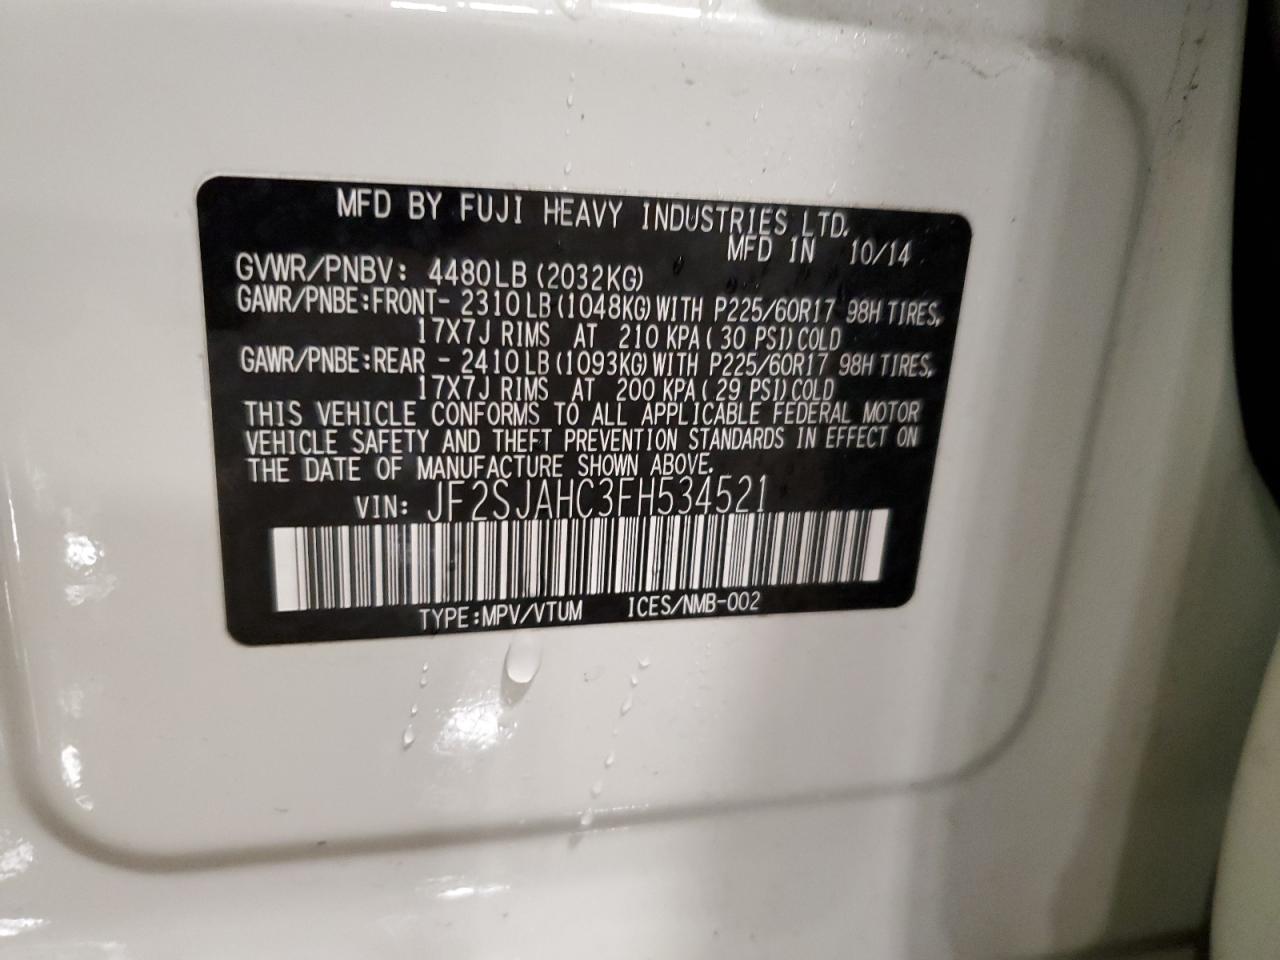 MFD BY FUJI HEAVY INDUSTRIES LTD.
MFD IN 10/14
GVWR/PNBV: 4480LB (2032KG)
GAWR/PNBE:FRONT- 2310LB (1048KG) WITH P225/60R17 98H TIRES,
17X7J RIMS AT 210 KPA ( 30 PSI) COLD
GAWR/PNBE:REAR - 2410LB (1093KG) WITH P225/60R17 98H TIRES,
17X7J RIMS AT 200 KPA ( 29 PSI) COLD
THIS VEHICLE CONFORMS TO ALL APPLICABLE FEDERAL MOTOR
VEHICLE SAFETY AND THEFT PREVENTION STANDARDS IN EFFECT ON
THE DATE OF MANUFACTURE SHOWN ABOVE.
VIN: JF2SJAHC3FH534521
TYPE:MPV/VTUM ICES/NMB-002